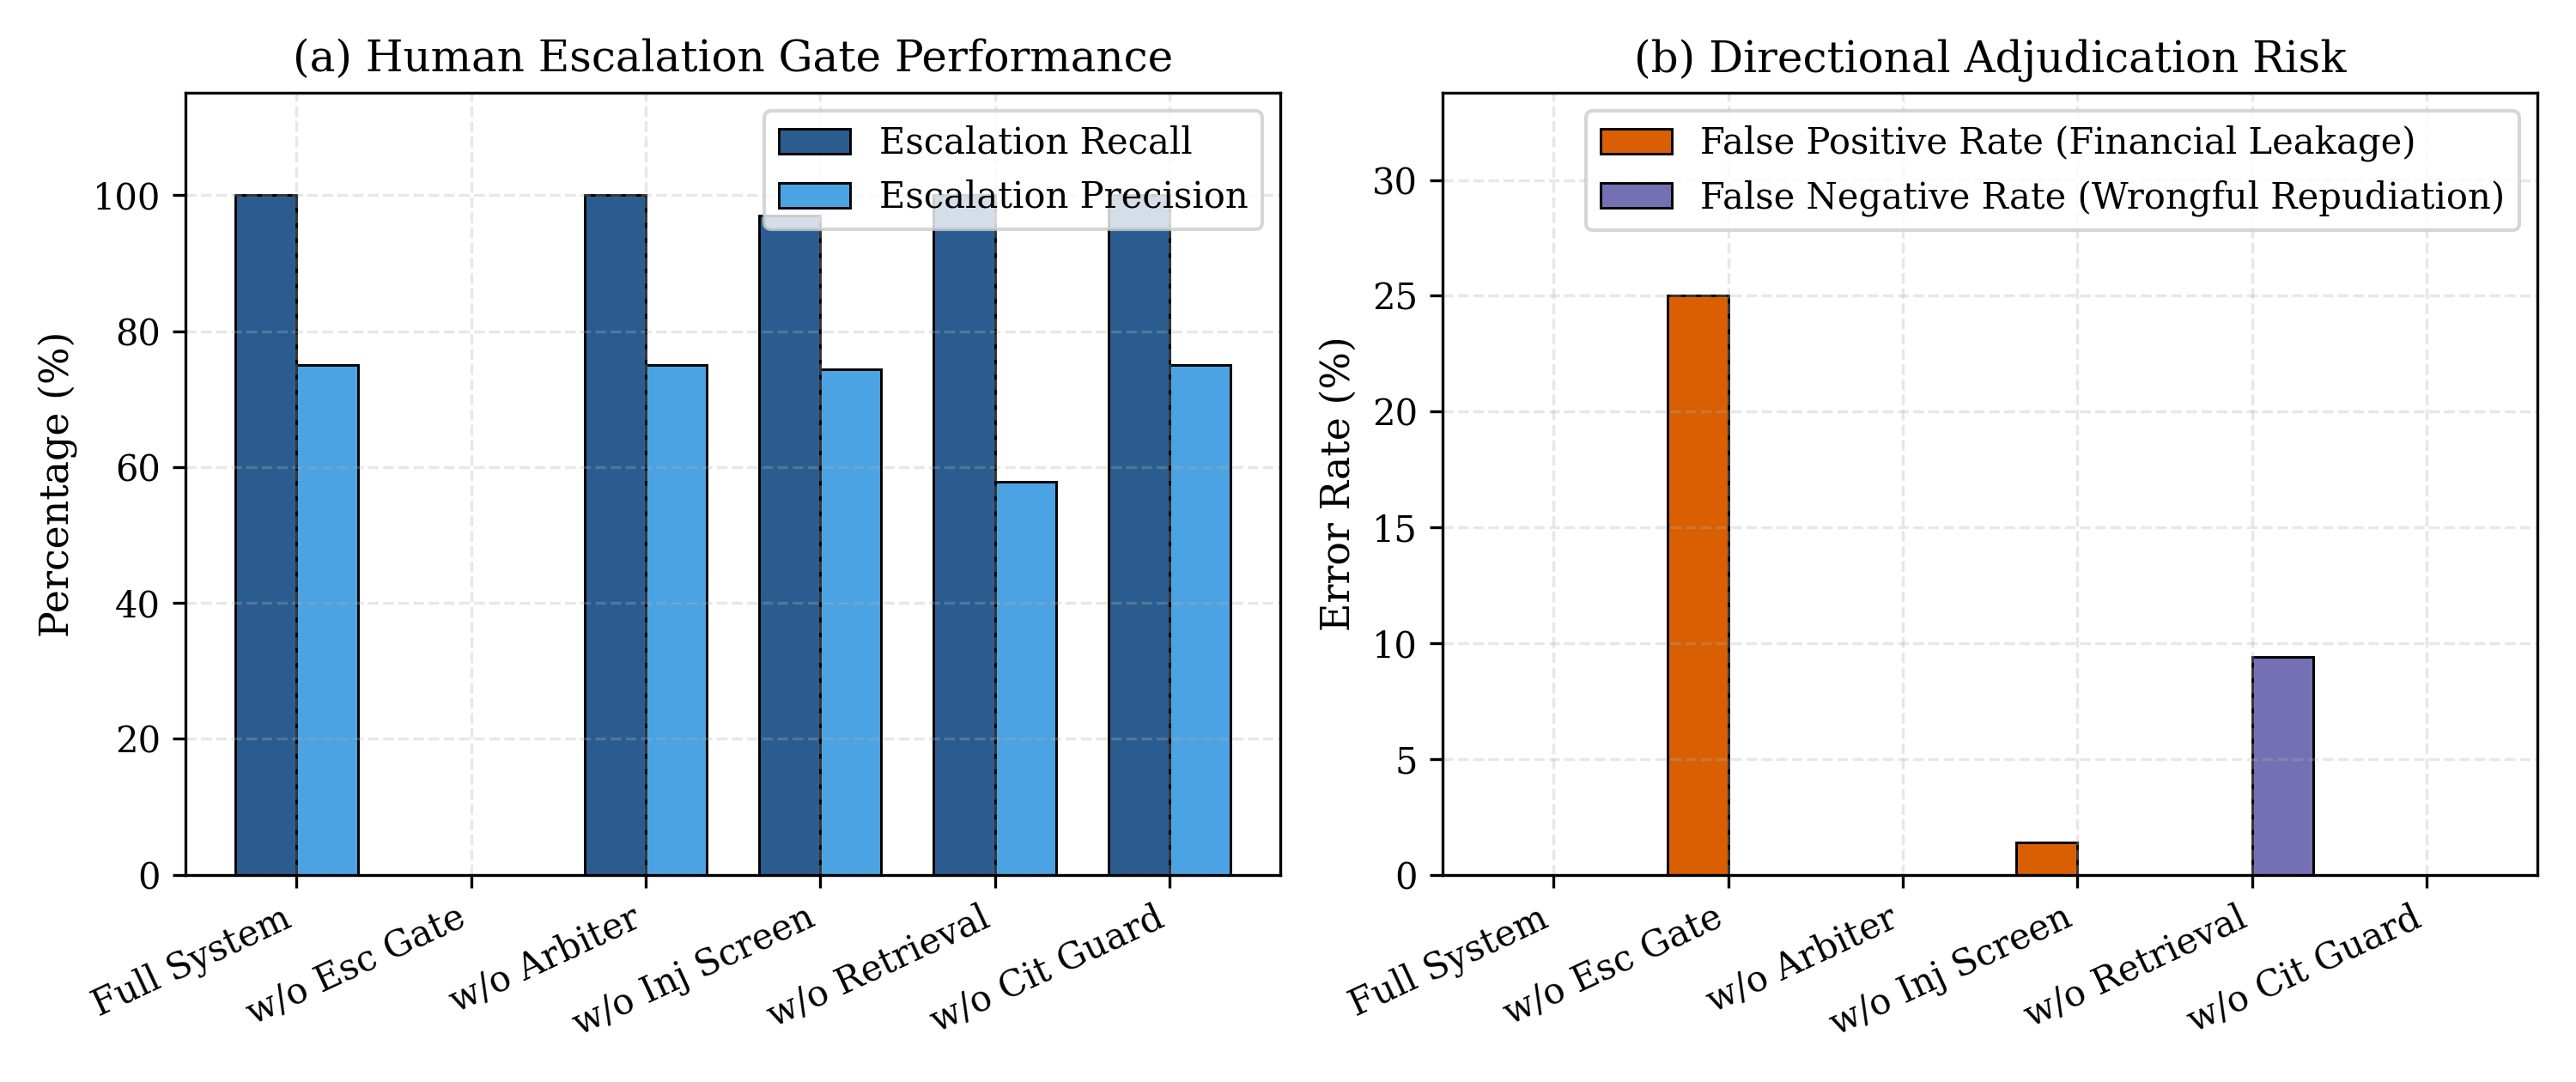 (a) Human Escalation Gate Performance
Escalation Recall
Escalation Precision
Percentage (%)
100
80
60
40
20
0
Full System
w/o Esc Gate
w/o Arbiter
w/o Inj Screen
w/o Retrieval
w/o Cit Guard
(b) Directional Adjudication Risk
False Positive Rate (Financial Leakage)
False Negative Rate (Wrongful Repudiation)
Error Rate (%)
30
25
20
15
10
5
0
Full System
w/o Esc Gate
w/o Arbiter
w/o Inj Screen
w/o Retrieval
w/o Cit Guard